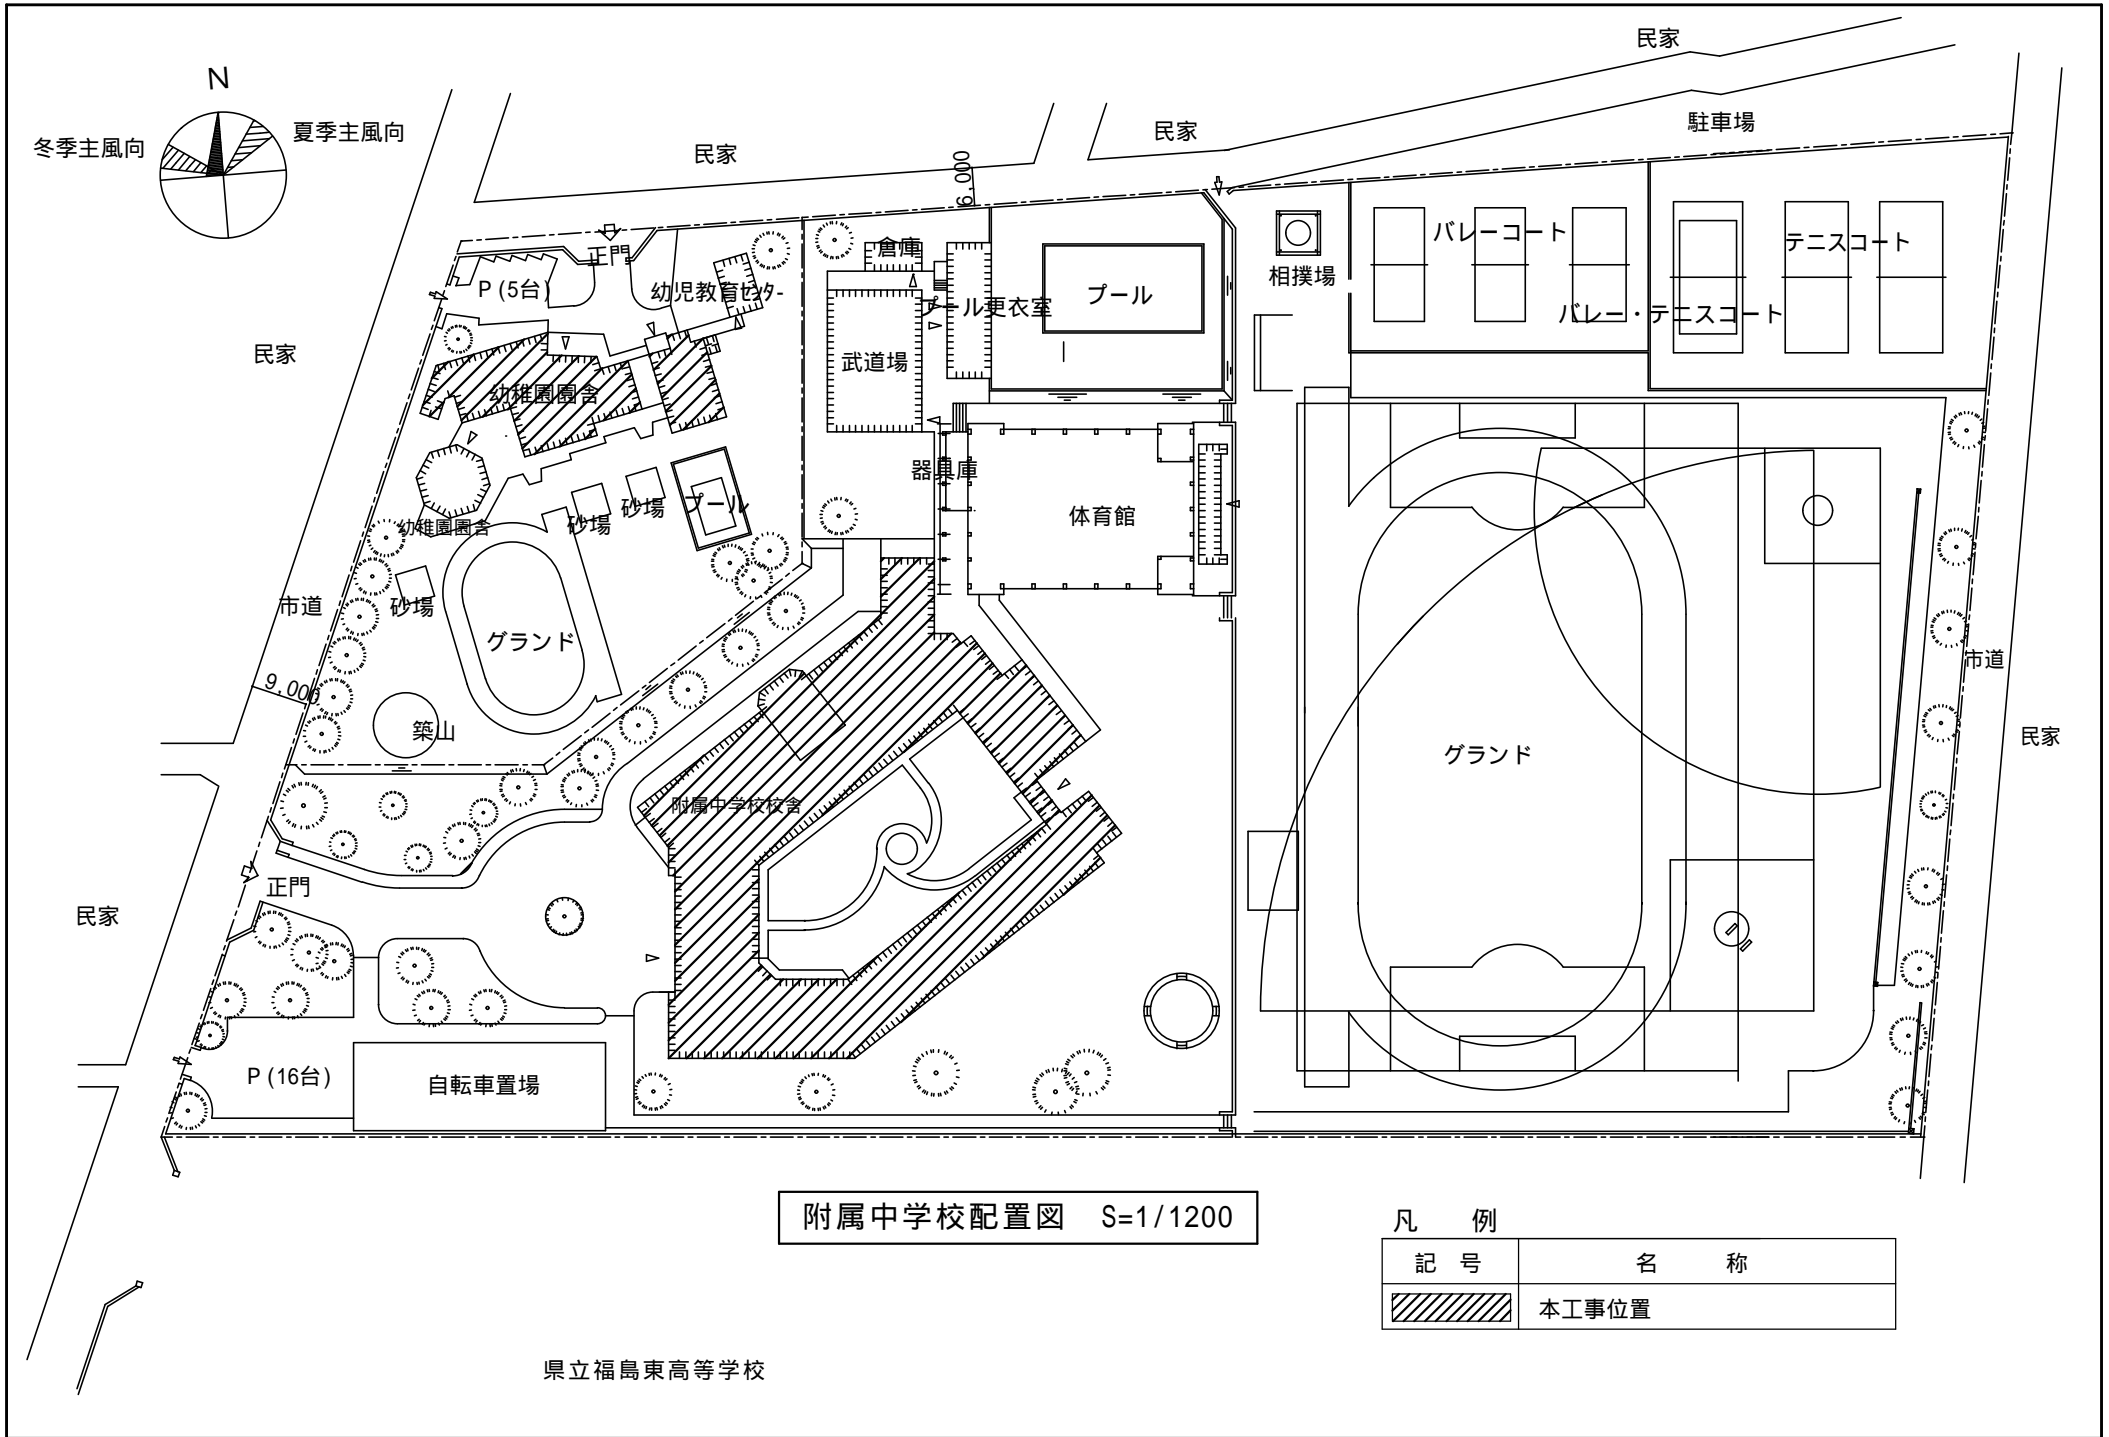 民家
N
夏季主風向
駐車場
民家
冬季主風向
民家
6.000
バレーコート
テニスコート
正門
倉庫
相撲場
P(5台)
幼児教育ｾﾝﾀｰ
プール
プール更衣室
バレー・テニスコート
民家
武道場
幼稚園園舎
器具庫
砂場
砂場
プール
体育館
幼稚園園舎
市道
砂場
グランド
市道
9.000
築山
民家
グランド
附属中学校校舎
正門
民家
P(16台)
自転車置場
附属中学校配置図 S=1/1200
凡 例
記 号 名 称
本工事位置
県立福島東高等学校